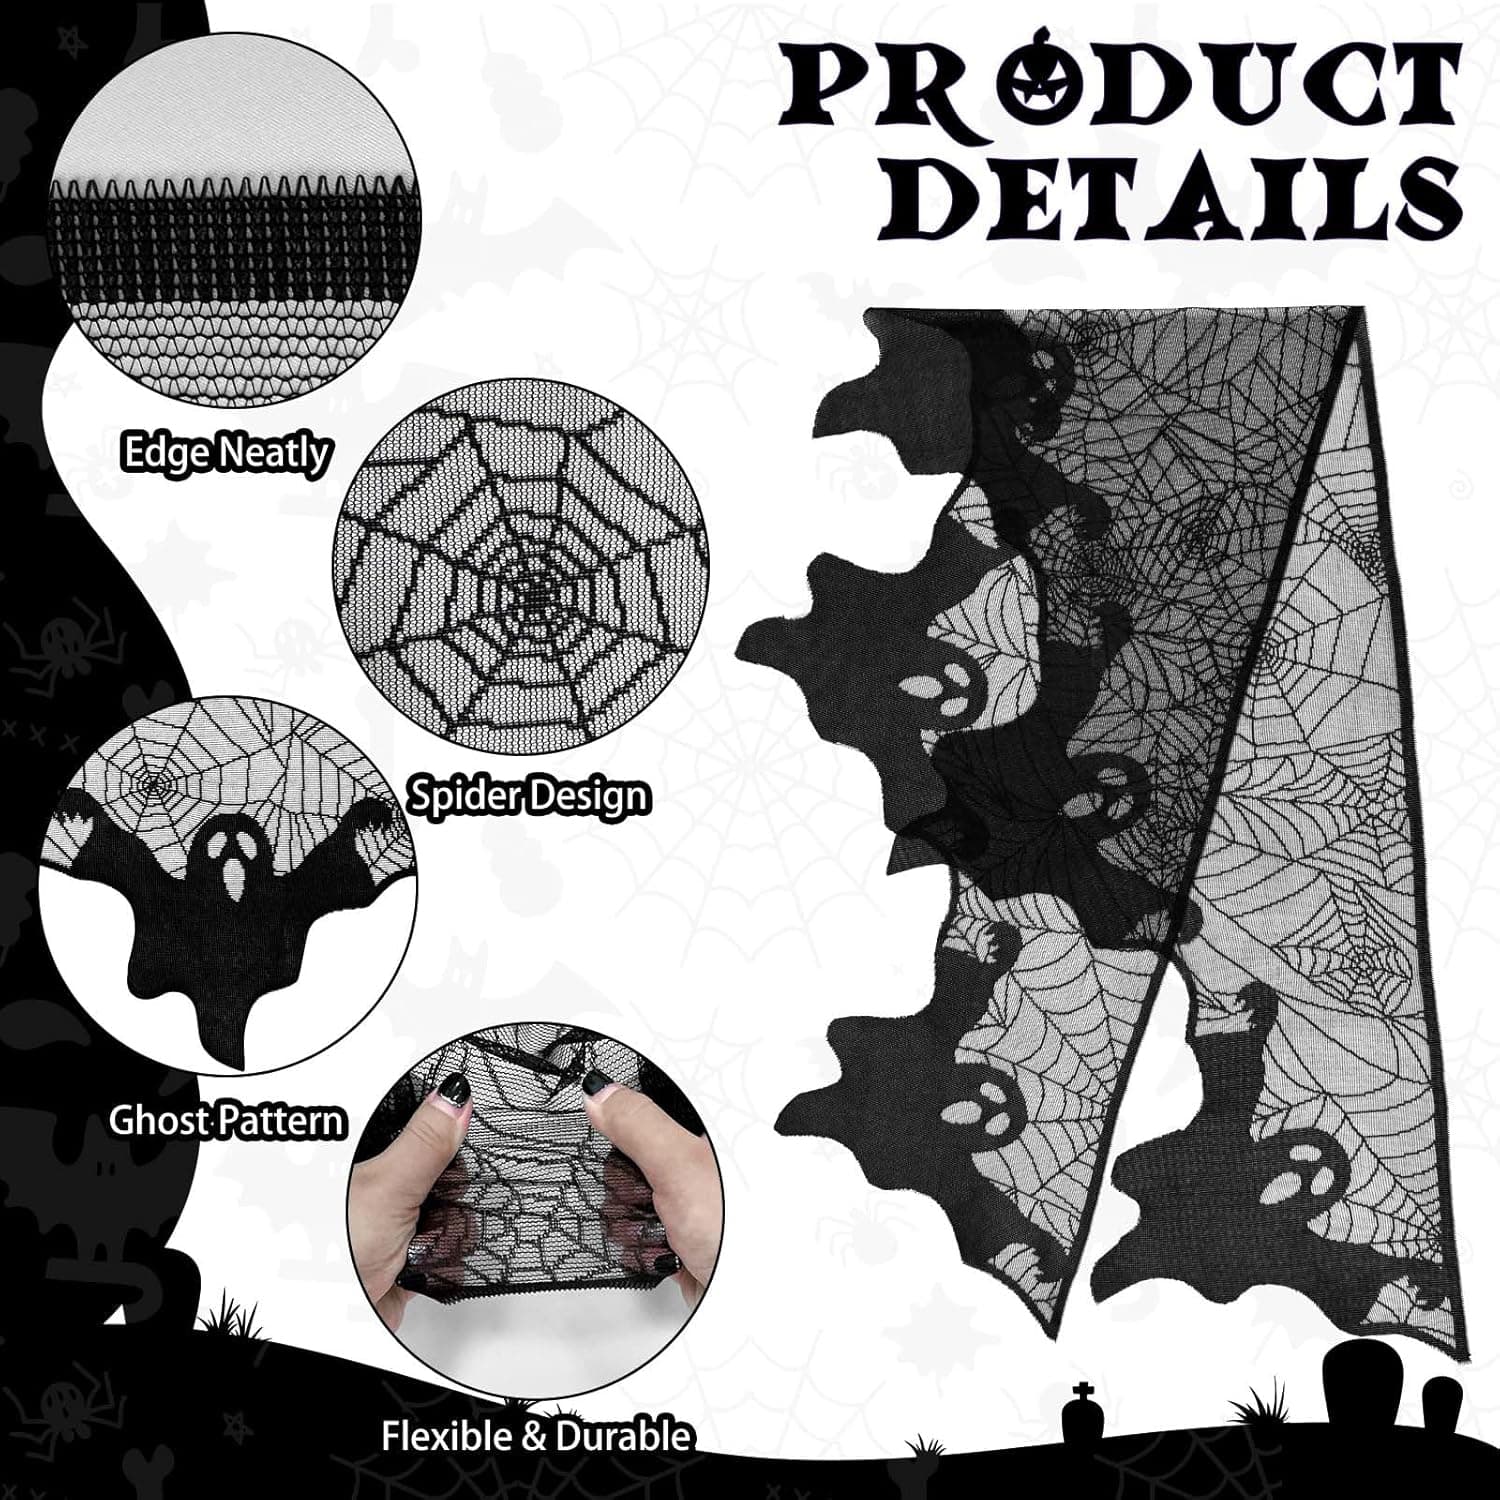 PRODUCT
DETAILS
Edge Neatly
Spider Design
Ghost Pattern
Flexible & Durable